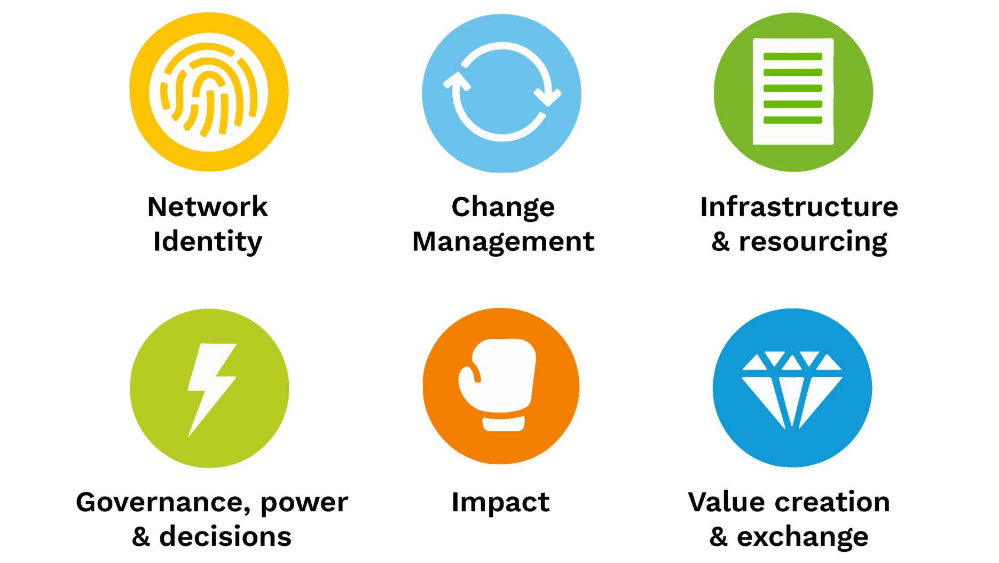 Network
Identity
Change
Management
Infrastructure
& resourcing
Governance, power
& decisions
Impact
Value creation
& exchange